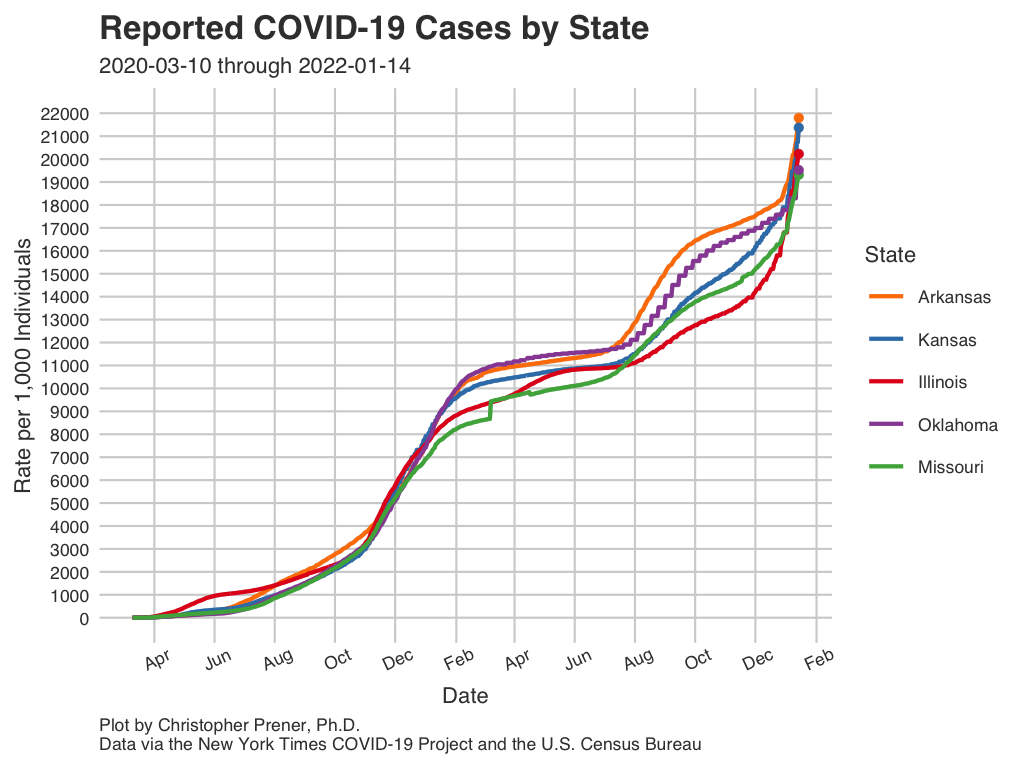 Reported COVID-19 Cases by State
2020-03-10 through 2022-01-14
Rate per 1,000 Individuals
22000
21000
20000
19000
18000
17000
16000
15000
14000
13000
12000
11000
10000
9000
8000
7000
6000
5000
4000
3000
2000
1000
0
Apr Jun Aug Oct Dec Feb Apr Jun Aug Oct Dec Feb
Date
State
Arkansas
Kansas
Illinois
Oklahoma
Missouri
Plot by Christopher Prener, Ph.D.
Data via the New York Times COVID-19 Project and the U.S. Census Bureau